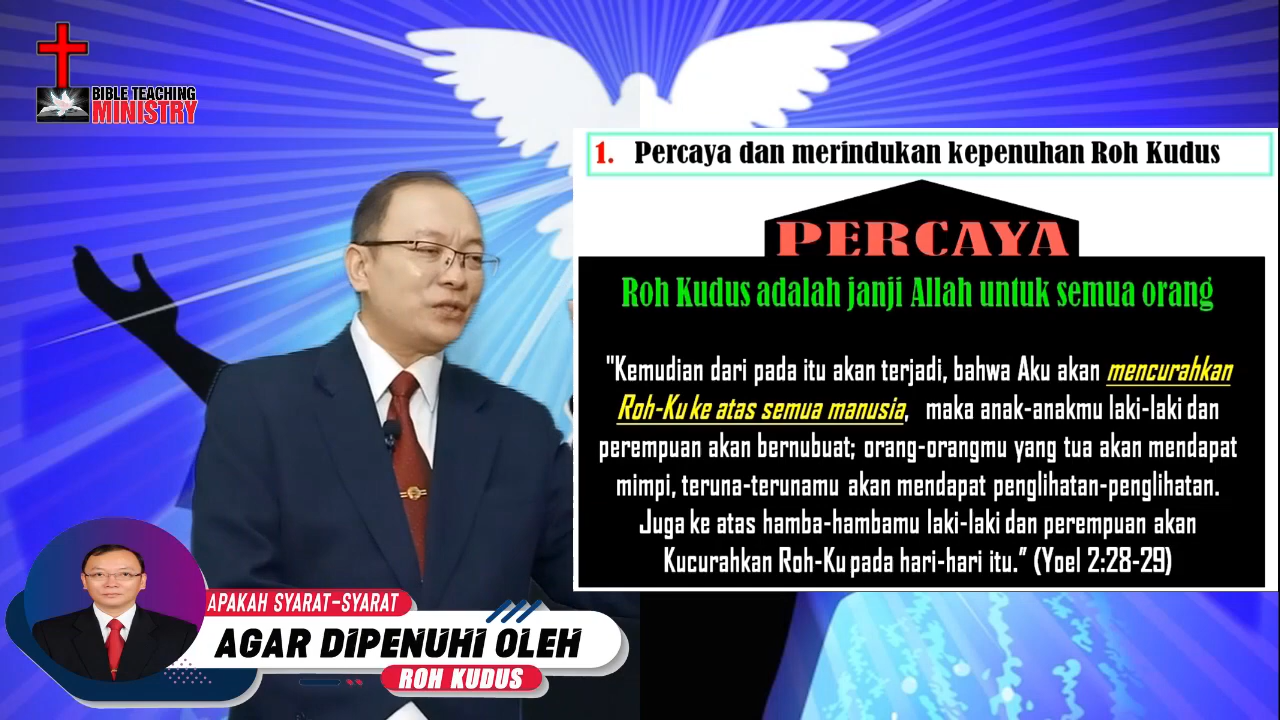 BIBLE TEACHING
MINISTRY
1. Percaya dan merindukan kepenuhan Roh Kudus
PERCAYA
Roh Kudus adalah janji Allah untuk semua orang
"Kemudian dari pada itu akan terjadi, bahwa Aku akan mencurahkan
Roh-Ku ke atas semua manusia, maka anak-anakmu laki-laki dan
perempuan akan bernubuat; orang-orangmu yang tua akan mendapat
mimpi, teruna-terunamu akan mendapat penglihatan-penglihatan.
Juga ke atas hamba-hambamu laki-laki dan perempuan akan
Kucurahkan Roh-Ku pada hari-hari itu." (Yoel 2:28-29)
APAKAH SYARAT-SYARAT
AGAR DIPENUHI OLEH
ROH KUDUS